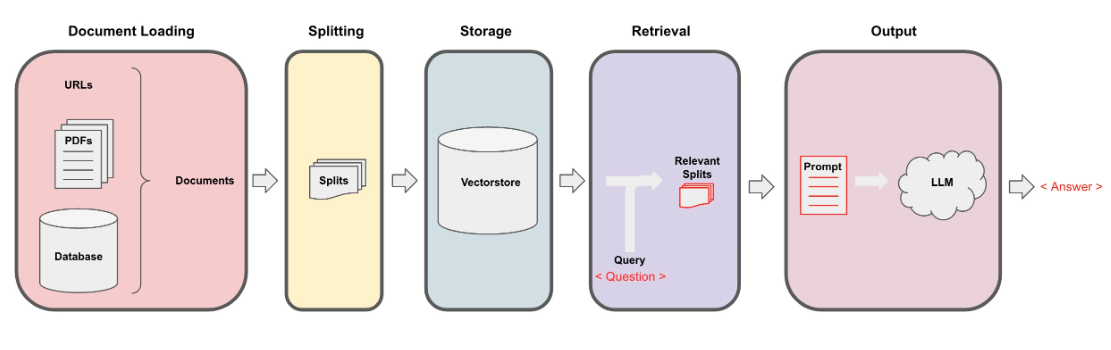 Document Loading
Splitting
Storage
Retrieval
Output
URLs
PDFs
Database
Documents
Splits
Vectorstore
Relevant
Splits
Query
< Question >
Prompt
LLM
< Answer >